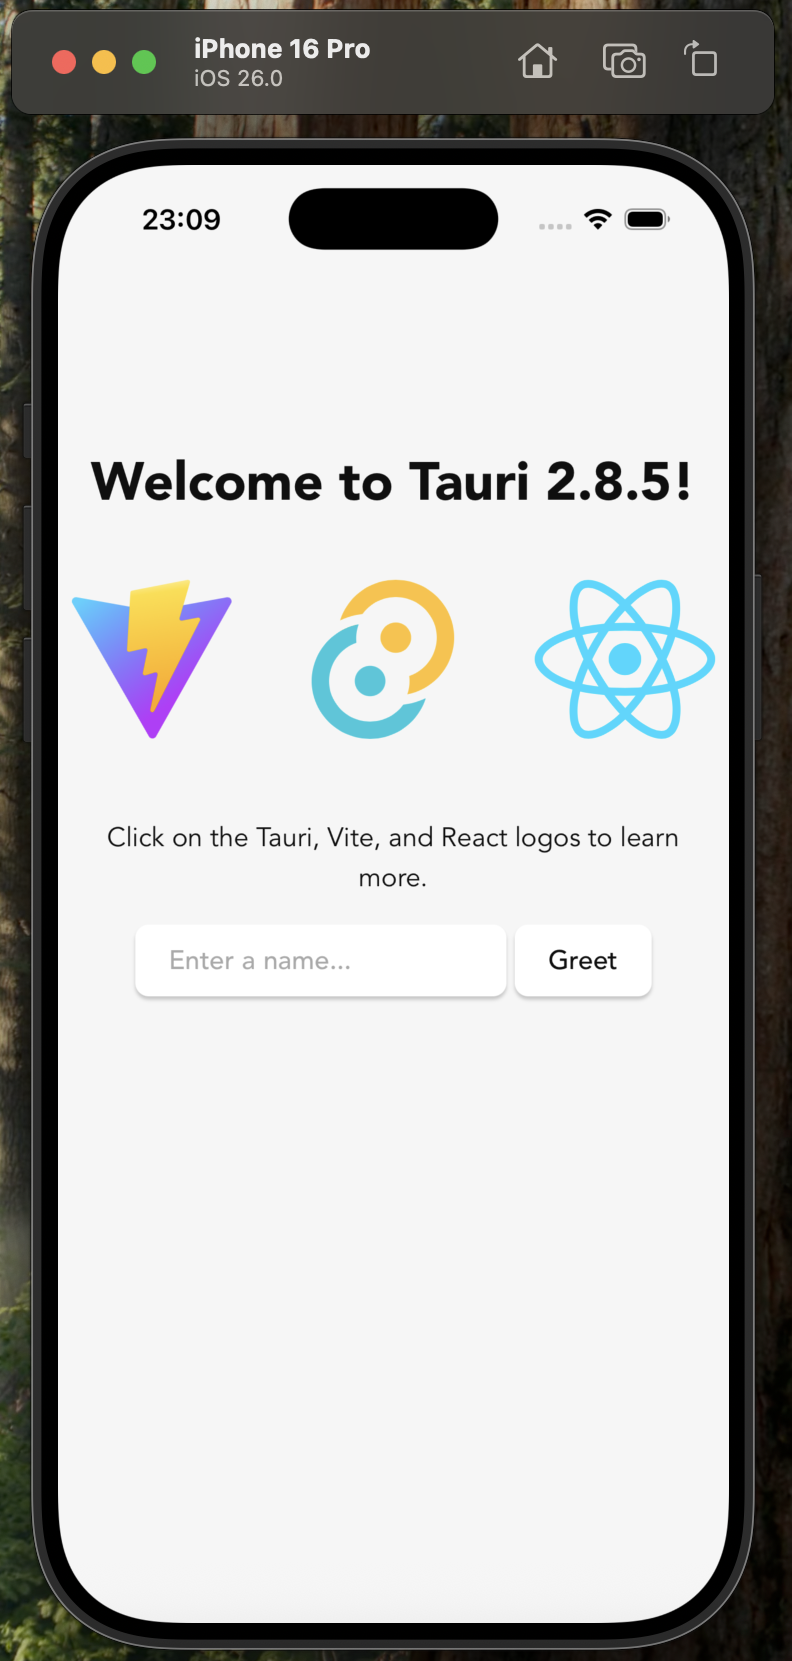 iPhone 16 Pro
iOS 26.0
23:09
Welcome to Tauri 2.8.5!
Click on the Tauri, Vite, and React logos to learn
more.
Enter a name...
Greet